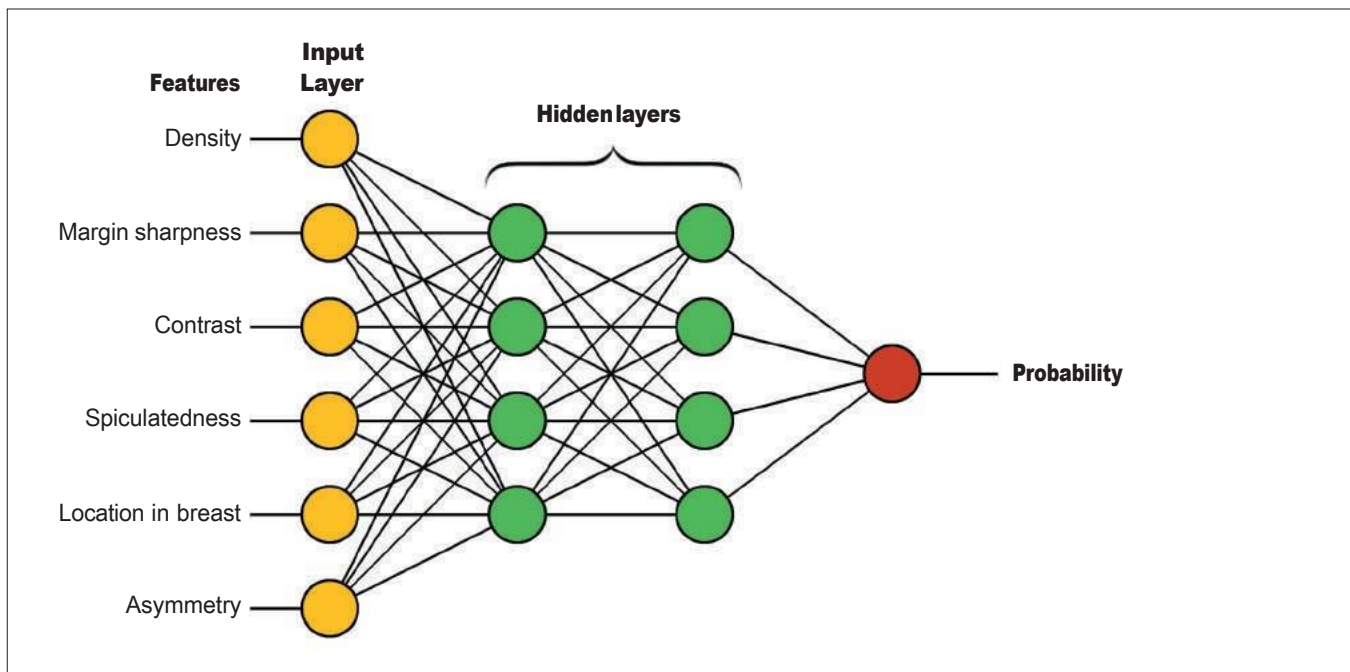 Features
Input
Layer
Hidden layers
Density
Margin sharpness
Contrast
Spiculatedness
Location in breast
Asymmetry
Probability